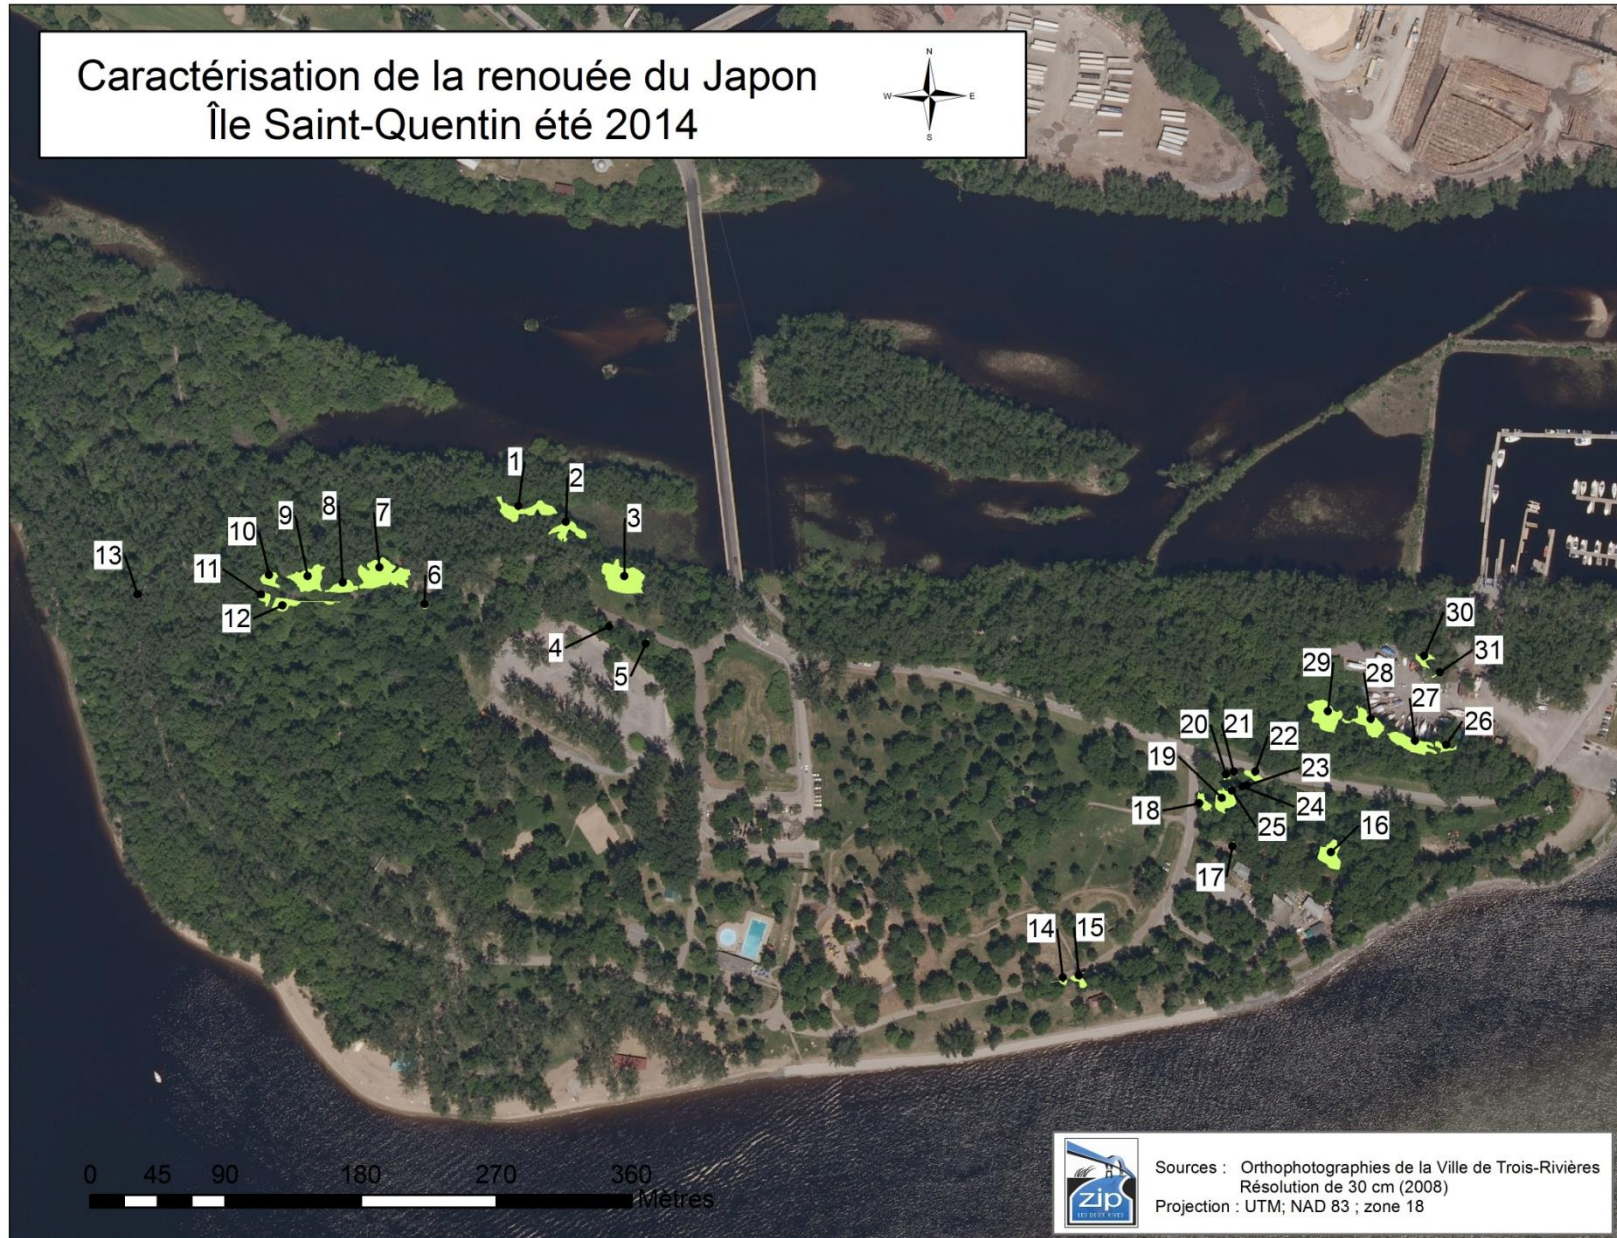 Caractérisation de la renouée du Japon
Île Saint-Quentin été 2014
N
W E
S
1
2
3
4
5
6
7
8
9
10
11
12
13
14
15
16
17
18
19
20
21
22
23
24
25
26
27
28
29
30
31
0 45 90 180 270 360
Mètres
zip
LES DEUX RIVES
Sources : Orthophotographies de la Ville de Trois-Rivières
Résolution de 30 cm (2008)
Projection : UTM; NAD 83 ; zone 18